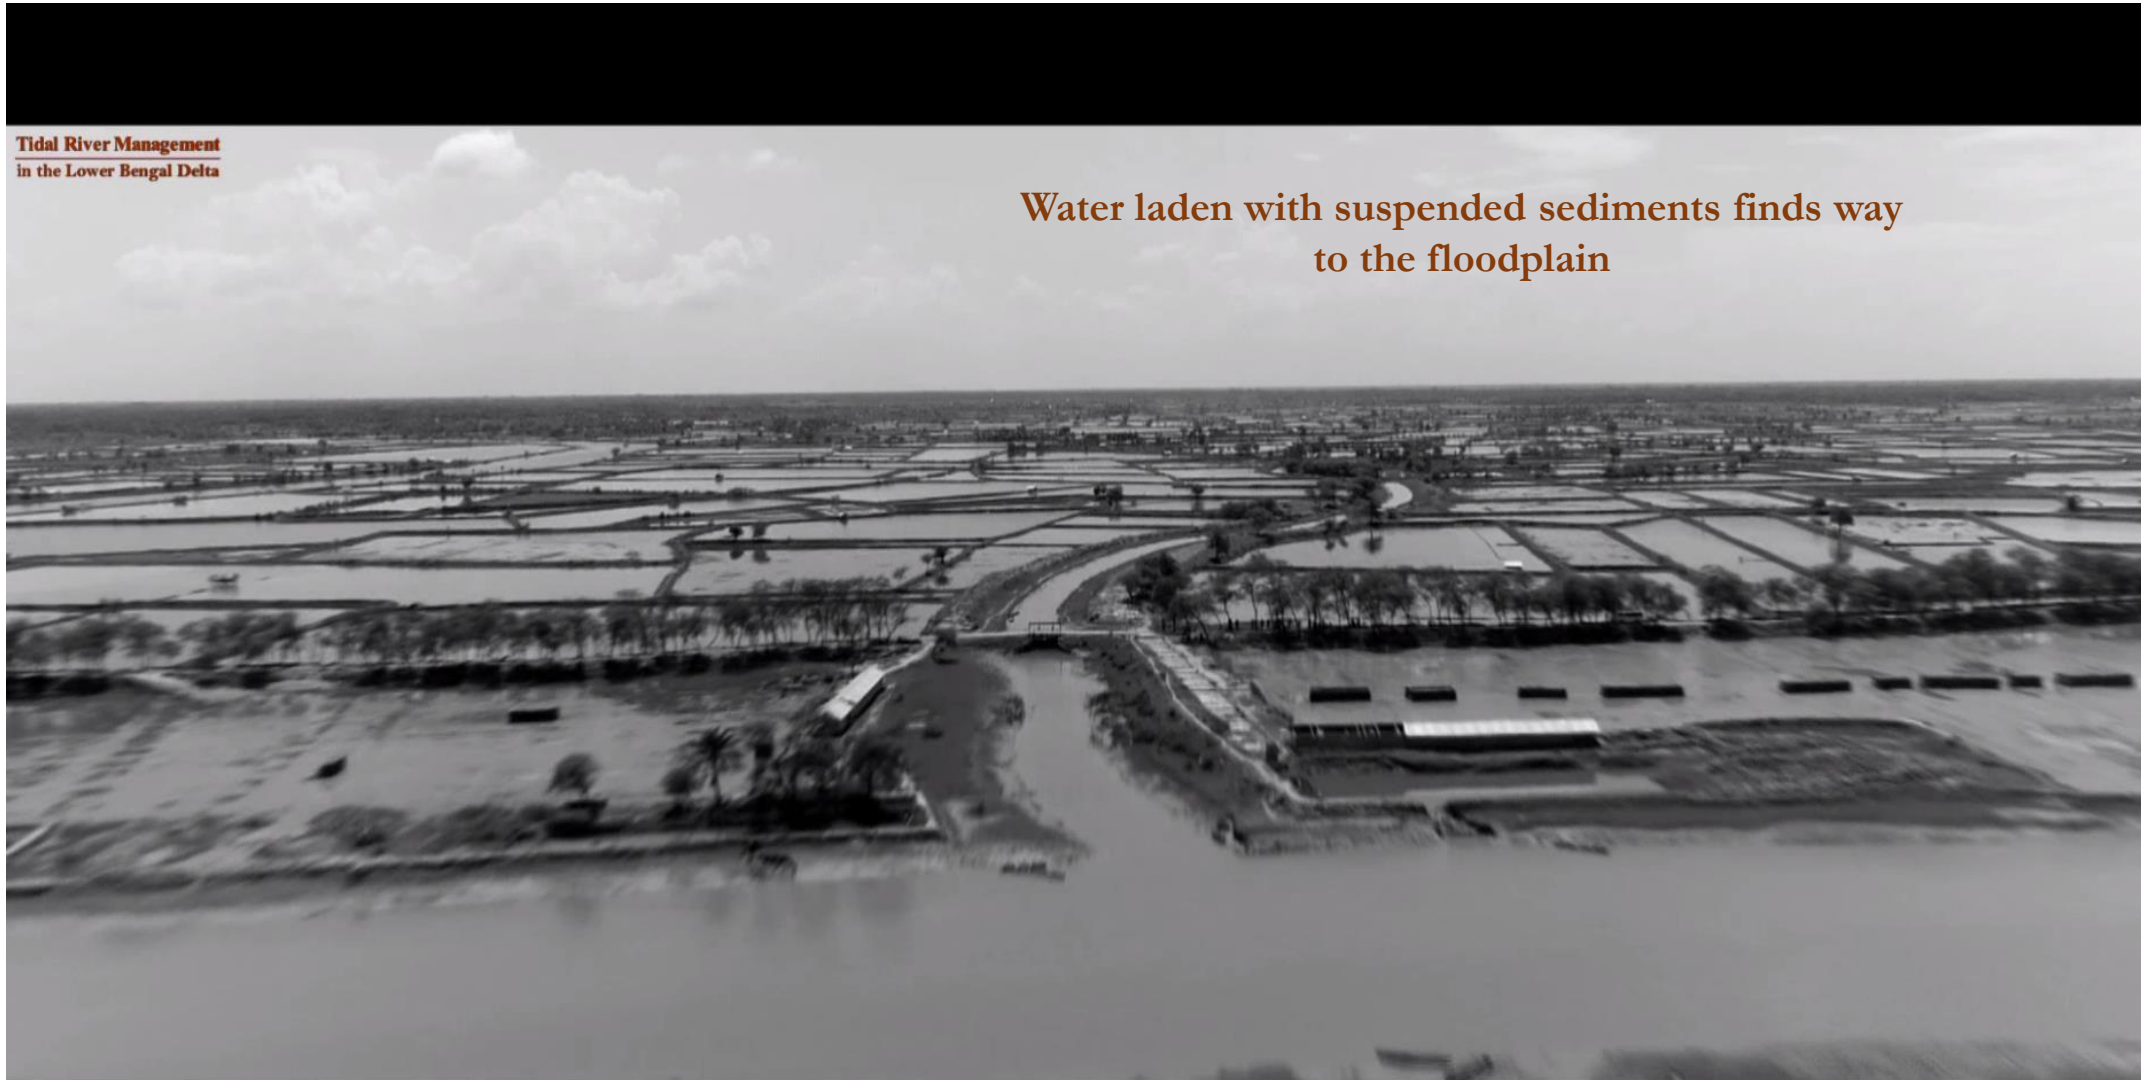 Tidal River Management
in the Lower Bengal Delta
Water laden with suspended sediments finds way
to the floodplain